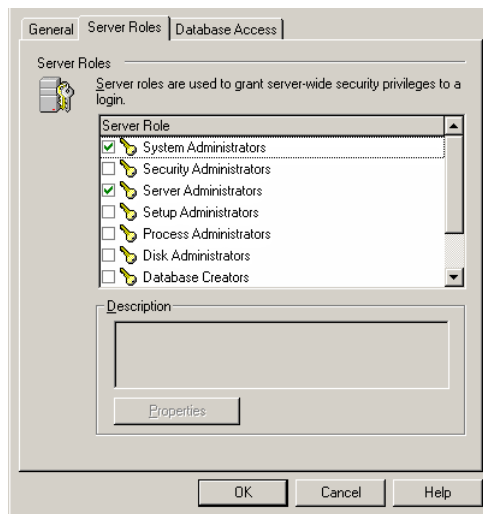 General Server Roles Database Access
Server Roles
Server roles are used to grant server-wide security privileges to a
login.
Server Role
System Administrators
Security Administrators
Server Administrators
Setup Administrators
Process Administrators
Disk Administrators
Database Creators
Description
Properties
OK Cancel Help